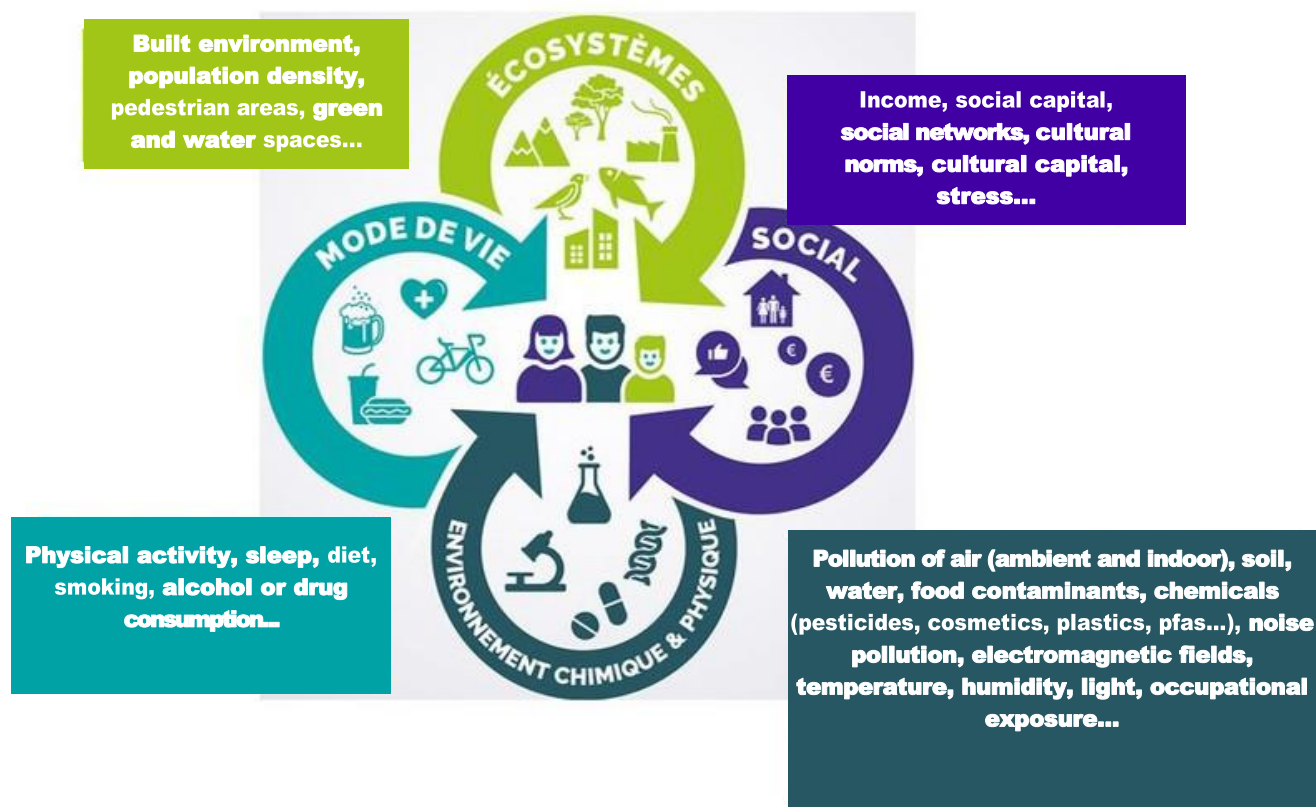 Built environment,
population density,
pedestrian areas, green
and water spaces...
ÉCOSYSTÈMES
Income, social capital,
social networks, cultural
norms, cultural capital,
stress...
MODE DE VIE
SOCIAL
€
€
Physical activity, sleep, diet,
smoking, alcohol or drug
consumption...
ENVIRONNEMENT CHIMIQUE & PHYSIQUE
Pollution of air (ambient and indoor), soil,
water, food contaminants, chemicals
(pesticides, cosmetics, plastics, pfas...), noise
pollution, electromagnetic fields,
temperature, humidity, light, occupational
exposure...